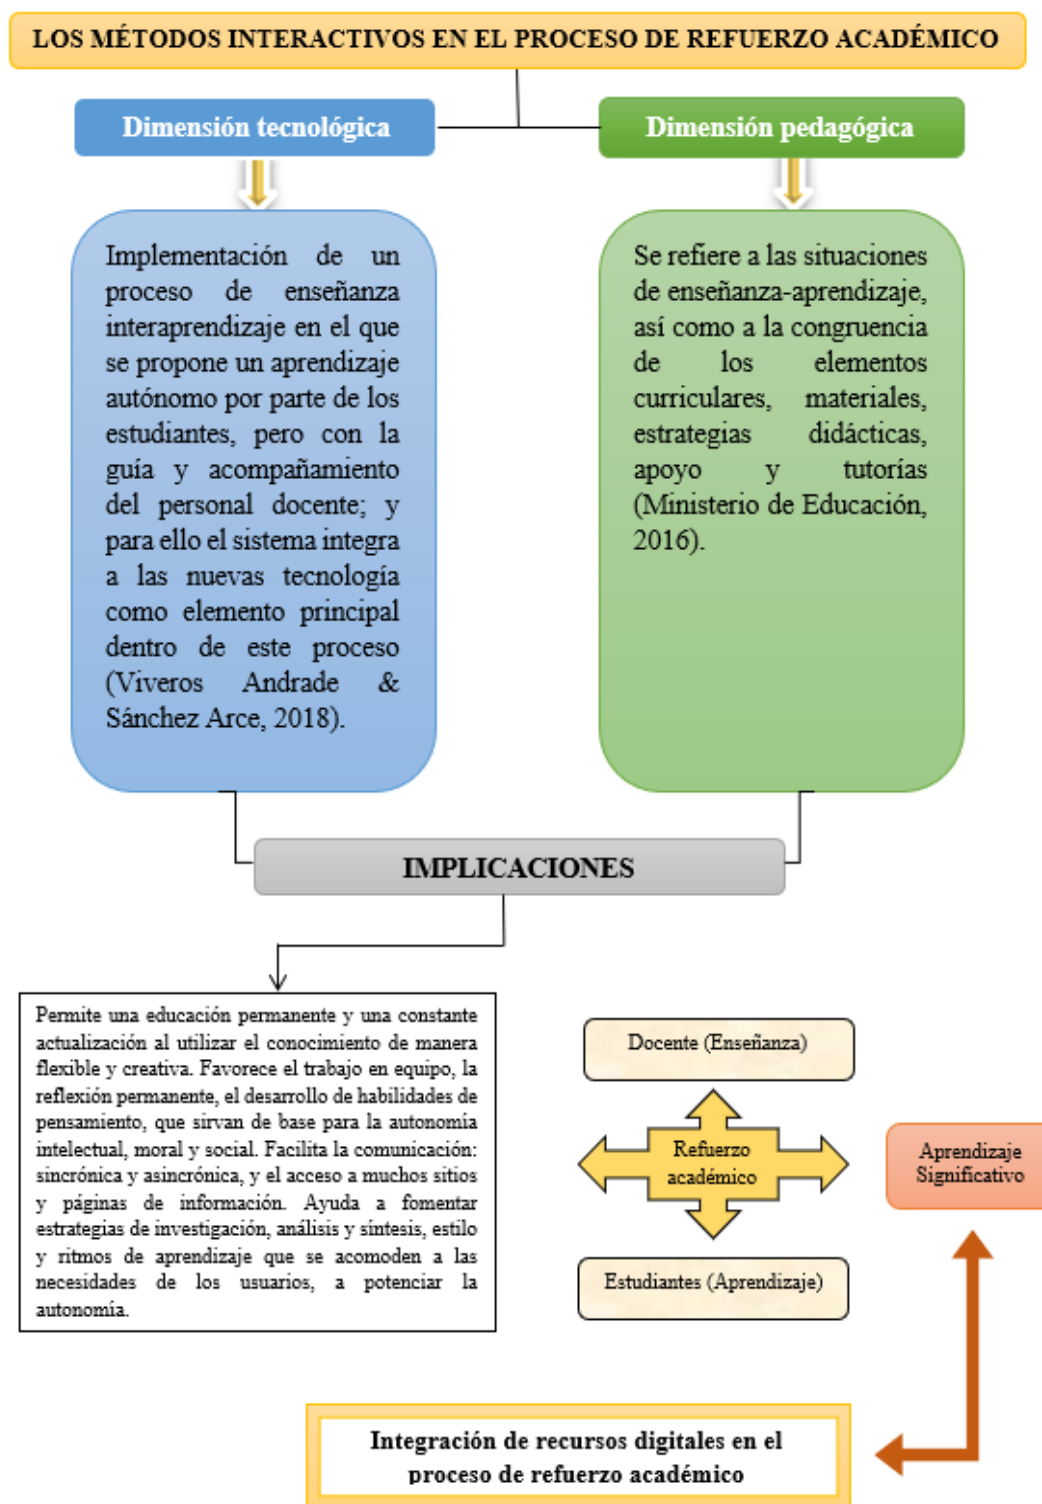 LOS MÉTODOS INTERACTIVOS EN EL PROCESO DE REFUERZO ACADÉMICO
Dimensión tecnológica
Dimensión pedagógica
Implementación de un
proceso de enseñanza
interaprendizaje en el que
se propone un aprendizaje
autónomo por parte de los
estudiantes, pero con la
guía y acompañamiento
del personal docente; y
para ello el sistema integra
a las nuevas tecnología
como elemento principal
dentro de este proceso
(Viveros Andrade &
Sánchez Arce, 2018).
Se refiere a las situaciones
de enseñanza-aprendizaje,
así como a la congruencia
de los elementos
curriculares, materiales,
estrategias didácticas,
apoyo y tutorías
(Ministerio de Educación,
2016).
IMPLICACIONES
Permite una educación permanente y una constante
actualización al utilizar el conocimiento de manera
flexible y creativa. Favorece el trabajo en equipo, la
reflexión permanente, el desarrollo de habilidades de
pensamiento, que sirvan de base para la autonomía
intelectual, moral y social. Facilita la comunicación:
sincrónica y asincrónica, y el acceso a muchos sitios
y páginas de información. Ayuda a fomentar
estrategias de investigación, análisis y síntesis, estilo
y ritmos de aprendizaje que se acomoden a las
necesidades de los usuarios, a potenciar la
autonomía.
Docente (Enseñanza)
Refuerzo
académico
Estudiantes (Aprendizaje)
Aprendizaje
Significativo
Integración de recursos digitales en el
proceso de refuerzo académico